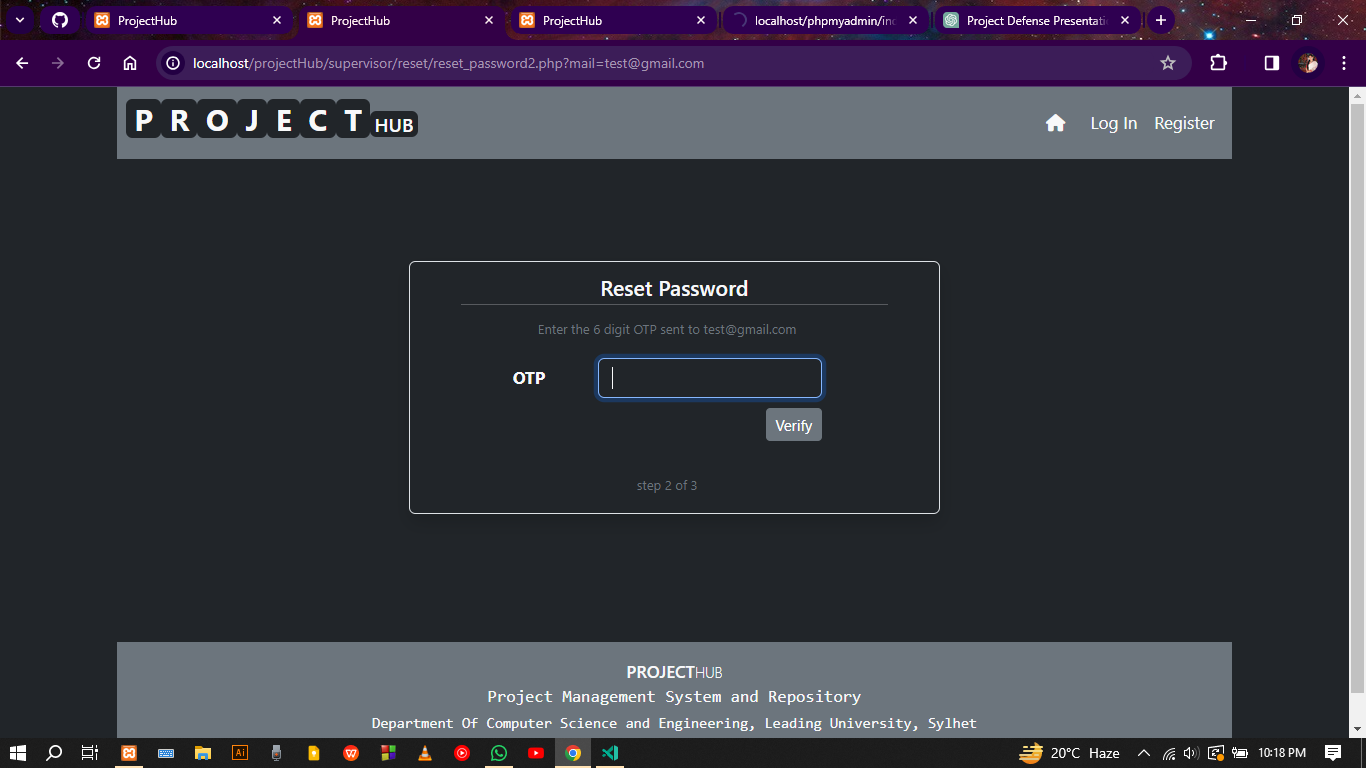 ProjectHub
ProjectHub
ProjectHub
localhost/phpmyadmin/in
Project Defense Presentati
localhost/projectHub/supervisor/reset/reset_password2.php?mail=test@gmail.com
PROJECT HUB
Log In
Register
Reset Password
Enter the 6 digit OTP sent to test@gmail.com
OTP
Verify
step 2 of 3
PROJECTHUB
Project Management System and Repository
Department Of Computer Science and Engineering, Leading University, Sylhet
Ai
20°C Haze
10:18 PM